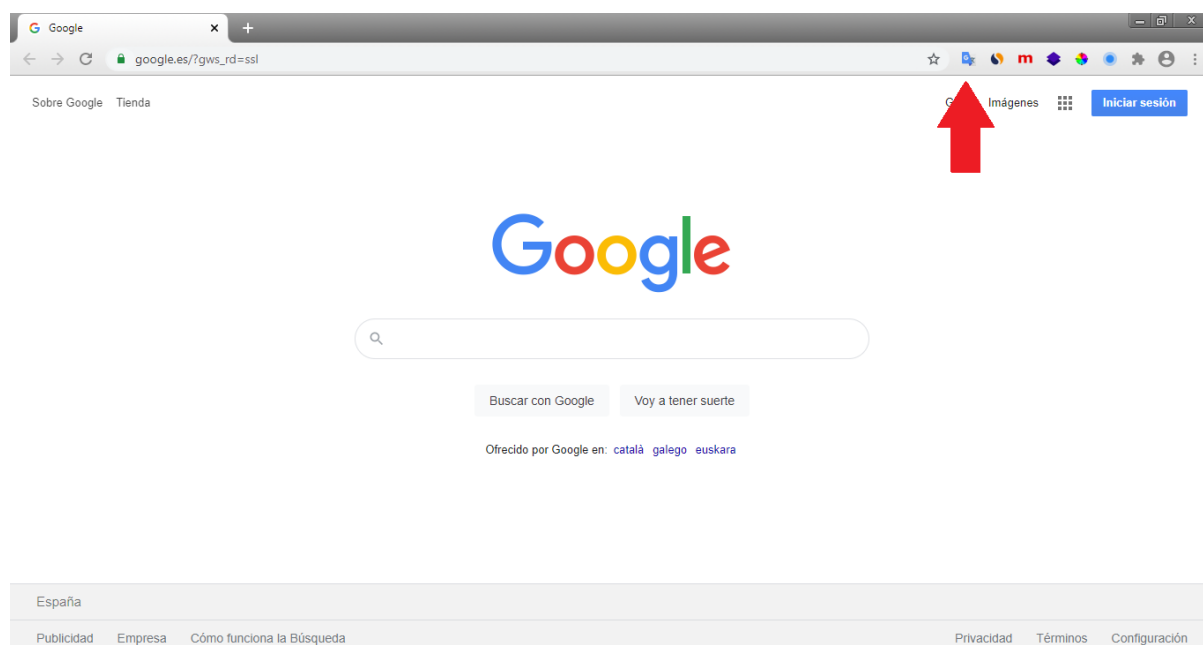 Google
google.es/?gws_rd=ssl
m
Sobre Google Tienda Imágenes Iniciar sesión
Google
Buscar con Google Voy a tener suerte
Ofrecido por Google en: català galego euskara
España
Publicidad Empresa Cómo funciona la Búsqueda Privacidad Términos Configuración